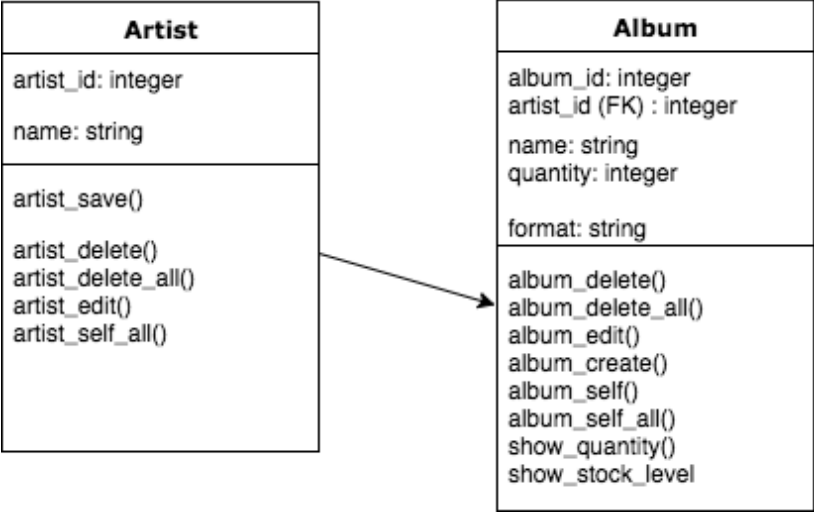 Artist
artist_id: integer
name: string
artist_save()
artist_delete()
artist_delete_all()
artist_edit()
artist_self_all()
Album
album_id: integer
artist_id (FK) : integer
name: string
quantity: integer
format: string
album_delete()
album_delete_all()
album_edit()
album_create()
album_self()
album_self_all()
show_quantity()
show_stock_level